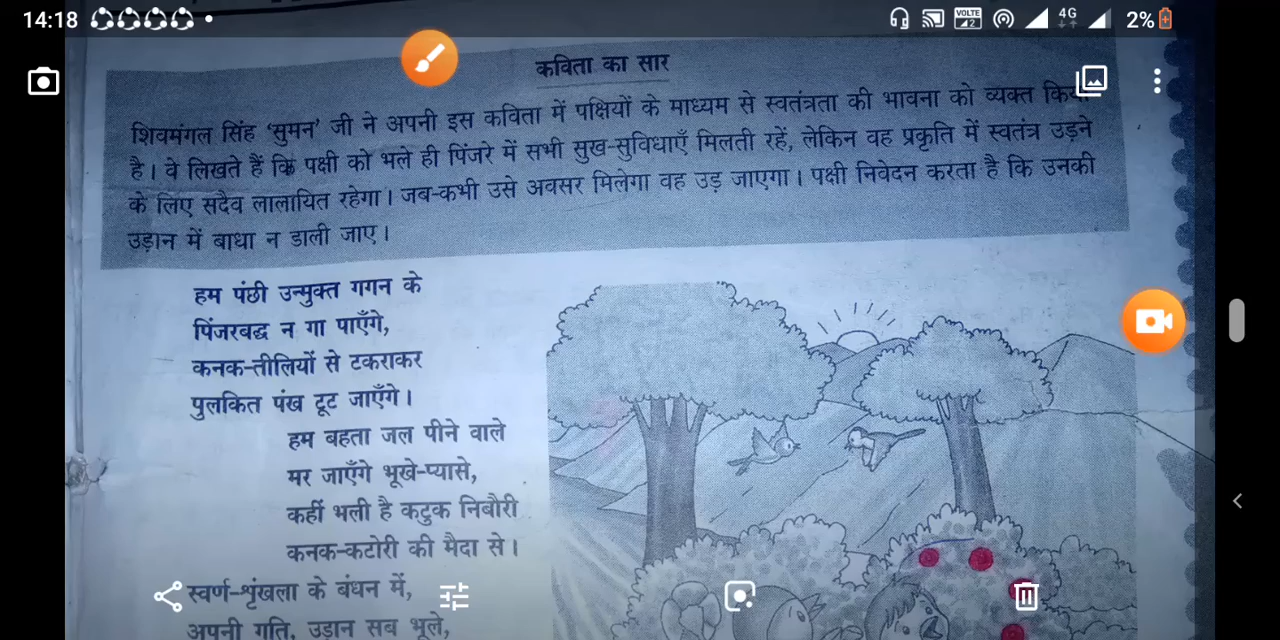 14:18
VOLTE 2
4G
2%
कविता का सार
शिवमंगल सिंह 'सुमन' जी ने अपनी इस कविता में पक्षियों के माध्यम से स्वतंत्रता की भावना को व्यक्त
है। वे लिखते हैं कि पक्षी को भले ही पिंजरे में सभी सुख-सुविधाएँ मिलती रहें, लेकिन वह प्रकृति में स्वतंत्र उड़ने
के लिए सदैव लालायित रहेगा। जब-कभी उसे अवसर मिलेगा वह उड़ जाएगा। पक्षी निवेदन करता है कि उनकी
उड़ान में बाधा न डाली जाए।
हम पंछी उन्मुक्त गगन के
पिंजरबद्ध न गा पाएँगे,
कनक-तीलियों से टकराकर
पुलकित पंख टूट जाएँगे।
हम बहता जल पीने वाले
मर जाएँगे भूखे-प्यासे,
कहीं भली है कटुक निबौरी
कनक-कटोरी की मैदा से।
स्वर्ण-शृंखला के बंधन में,
अपनी गति, उड़ान सब भूले,